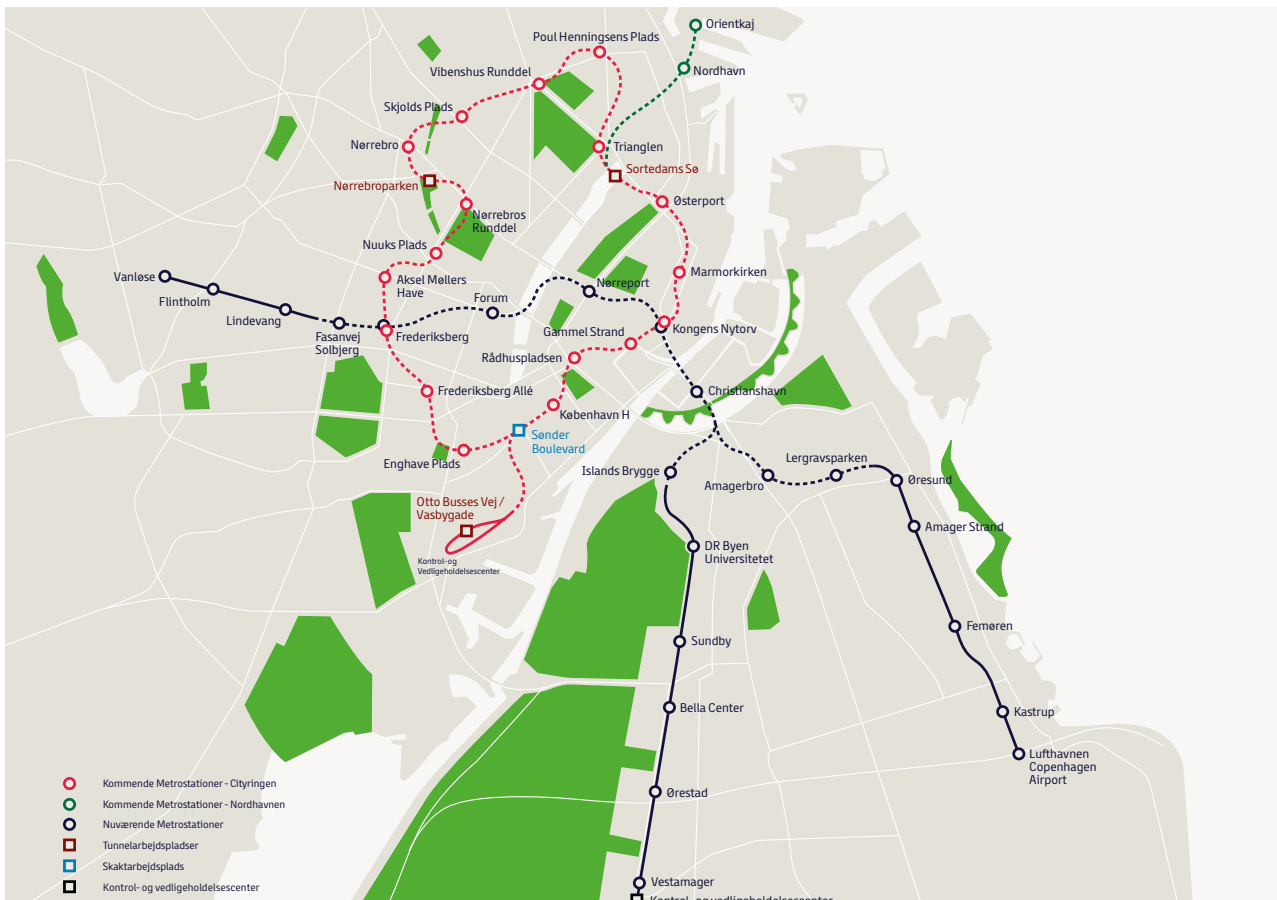 Orientkaj
Poul Henningsens Plads
Nordhavn
Vibenshus Runddel
Skjolds Plads
Nørrebro
Trianglen
Sortedams Sø
Nørrebroparken
Østerport
Nørrebros
Runddel
Nuuks Plads
Marmorkirken
Vanløse
Flintholm
Aksel Møllers
Have
Nørreport
Forum
Lindevang
Fasanvej
Solbjerg
Frederiksberg
Gammel Strand
Kongens Nytorv
Rådhuspladsen
Frederiksberg Allé
Christianshavn
København H
Sønder
Boulevard
Enghave Plads
Islands Brygge
Lergravsparken
Amagerbro
Øresund
Otto Busses Vej/
Vasbygade
Amager Strand
Kontrol-og
Vedligeholdelsescenter
DR Byen
Universitetet
Femøren
Sundby
Bella Center
Kastrup
Lufthavnen
Copenhagen
Airport
Ørestad
Vestamager
Kontrol- og vedligeholdelsescenter
Kommende Metrostationer - Cityringen
Kommende Metrostationer - Nordhavnen
Nuværende Metrostationer
Tunnelarbejdspladser
Skaktarbejdsplads
Kontrol- og vedligeholdelsescenter